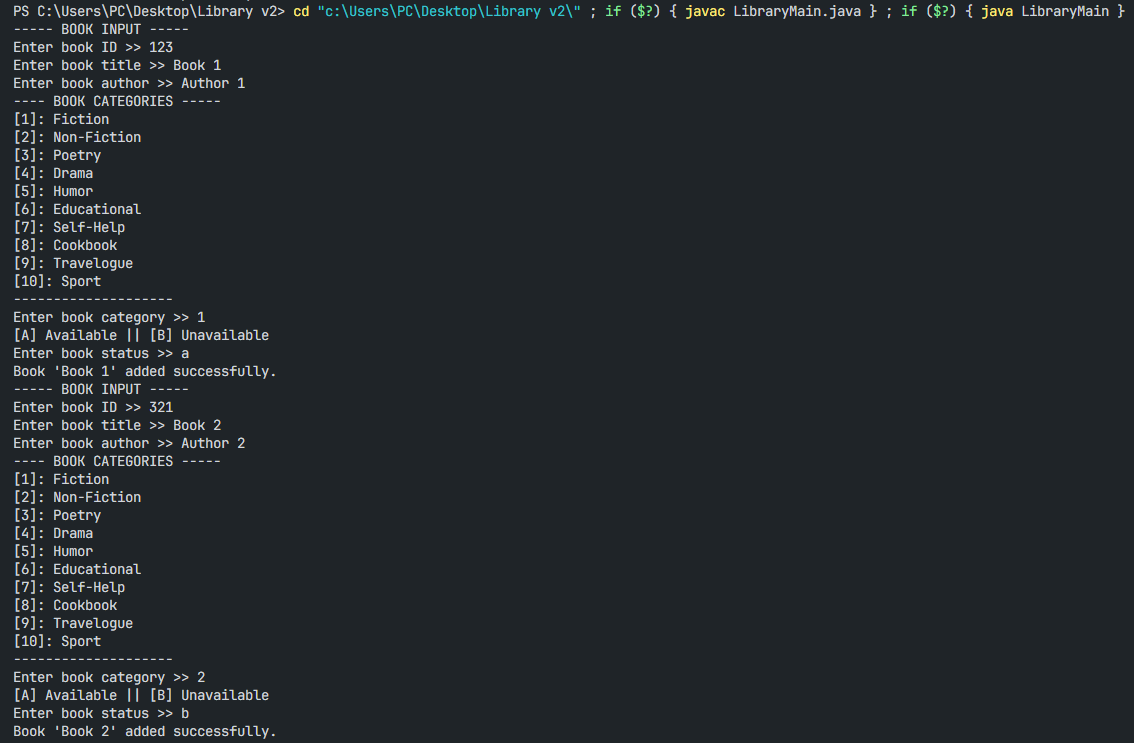 PS C:\Users\PC\Desktop\Library v2> cd "c:\Users\PC\Desktop\Library v2\" ; if ($?) { javac LibraryMain.java } ; if ($?) { java LibraryMain }
----- BOOK INPUT -----
Enter book ID >> 123
Enter book title >> Book 1
Enter book author >> Author 1
---- BOOK CATEGORIES -----
[1]: Fiction
[2]: Non-Fiction
[3]: Poetry
[4]: Drama
[5]: Humor
[6]: Educational
[7]: Self-Help
[8]: Cookbook
[9]: Travelogue
[10]: Sport
--------------------
Enter book category >> 1
[A] Available || [B] Unavailable
Enter book status >> a
Book 'Book 1' added successfully.
----- BOOK INPUT -----
Enter book ID >> 321
Enter book title >> Book 2
Enter book author >> Author 2
---- BOOK CATEGORIES -----
[1]: Fiction
[2]: Non-Fiction
[3]: Poetry
[4]: Drama
[5]: Humor
[6]: Educational
[7]: Self-Help
[8]: Cookbook
[9]: Travelogue
[10]: Sport
--------------------
Enter book category >> 2
[A] Available || [B] Unavailable
Enter book status >> b
Book 'Book 2' added successfully.